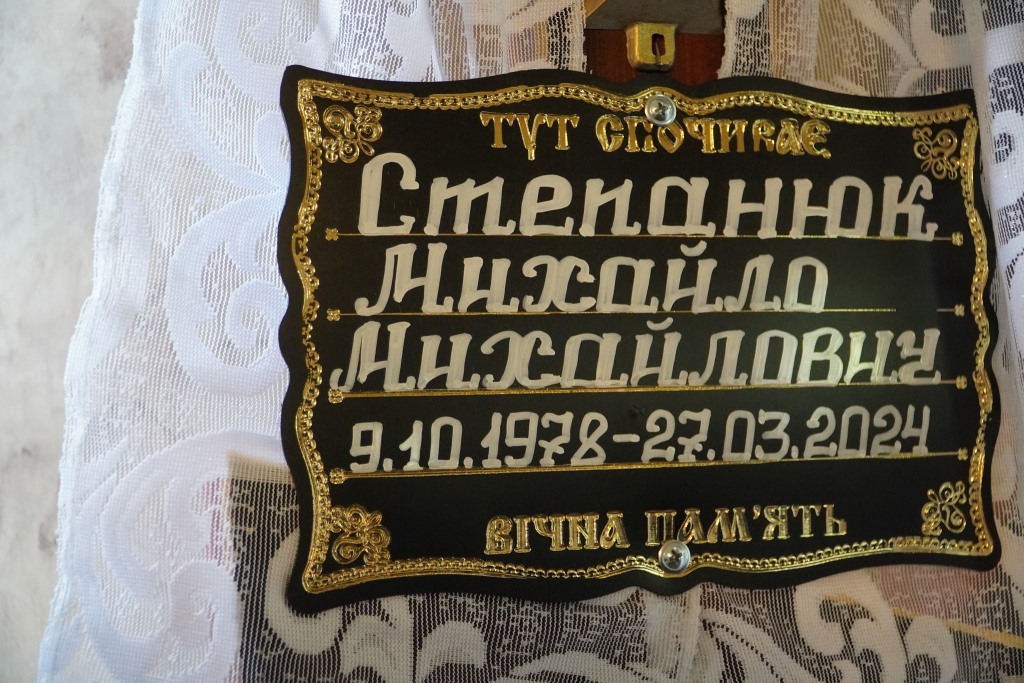 ТУТ СПОЧИВАЄ
Степанюк
Михайло
Михайлович
9.10.1978-27.03.2024
ВІЧНА ПАМ'ЯТЬ